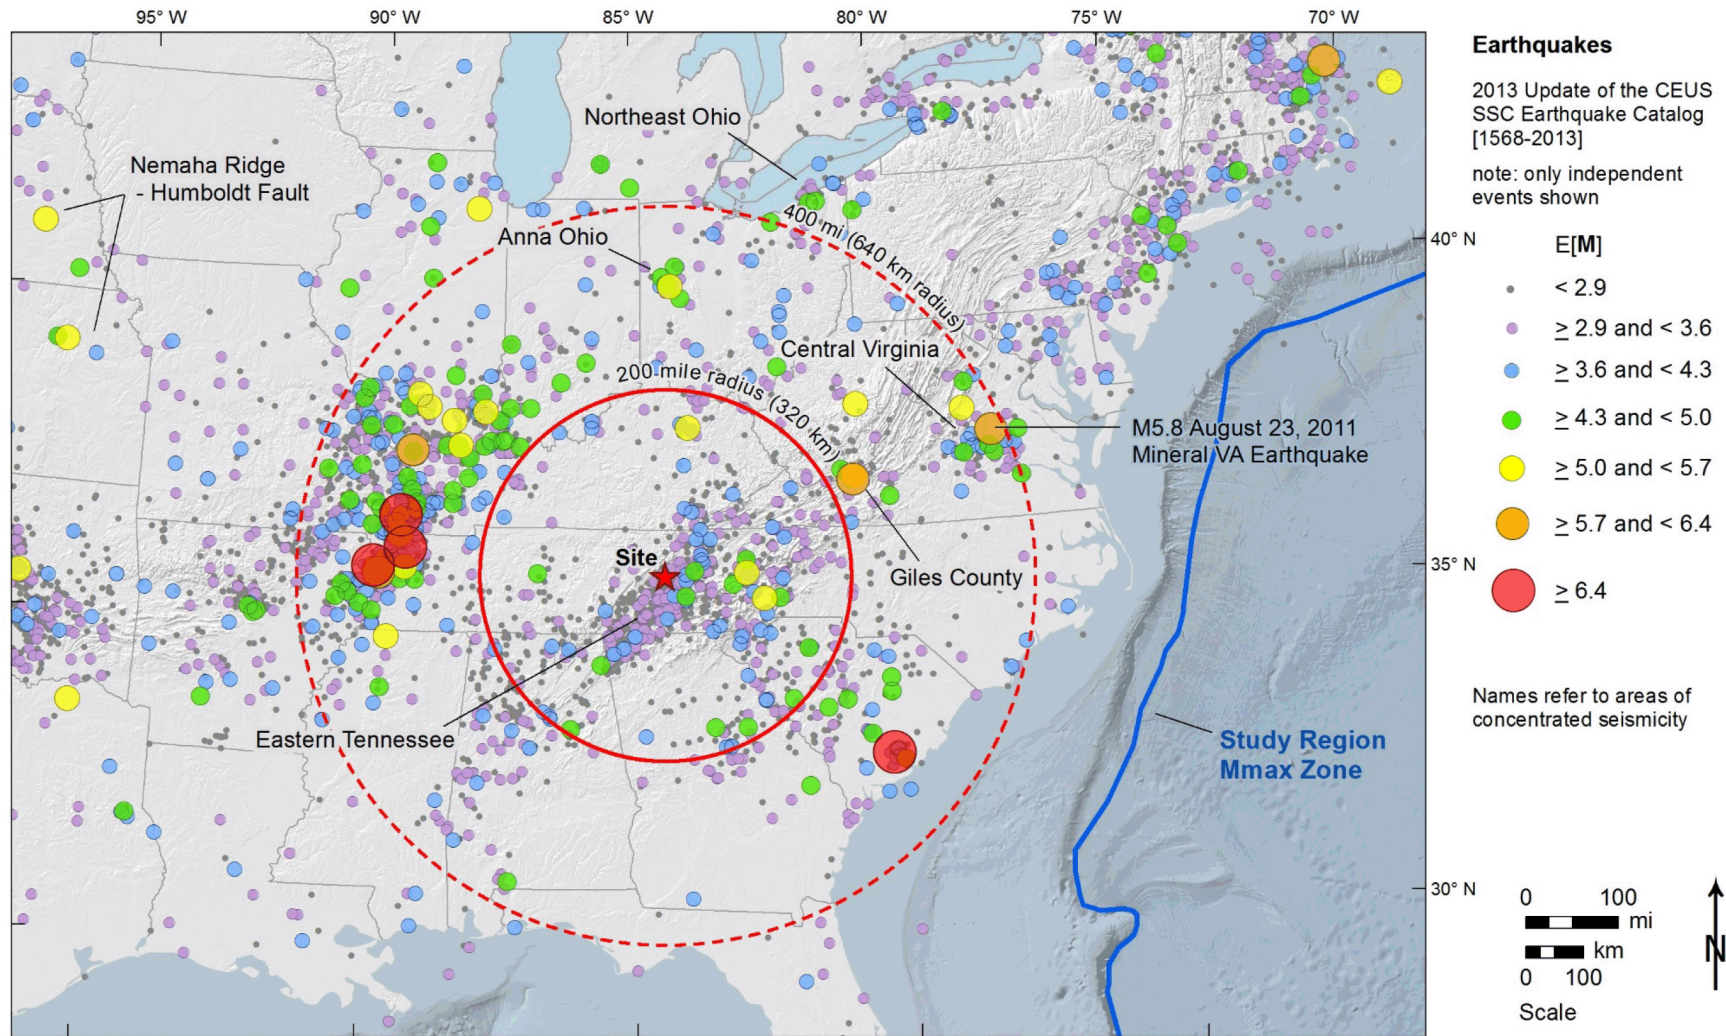 95° W
90° W
85° W
80° W
75° W
70° W
Earthquakes
2013 Update of the CEUS
SSC Earthquake Catalog
[1568-2013]
note: only independent
events shown
E[M]
< 2.9
≥ 2.9 and < 3.6
≥ 3.6 and < 4.3
≥ 4.3 and < 5.0
≥ 5.0 and < 5.7
≥ 5.7 and < 6.4
≥ 6.4
Names refer to areas of
concentrated seismicity
Northeast Ohio
Nemaha Ridge
- Humboldt Fault
Anna Ohio
400 mi (640 km radius)
Central Virginia
200 mile radius (320 km)
M5.8 August 23, 2011
Mineral VA Earthquake
Site
Giles County
Eastern Tennessee
Study Region
Mmax Zone
40° N
35° N
30° N
0 100
mi
km
0 100
Scale
N